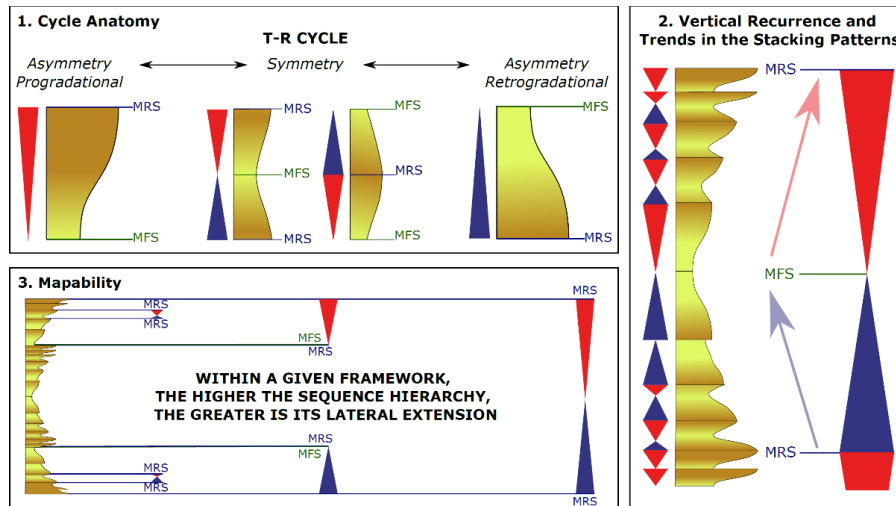 1. Cycle Anatomy
T-R CYCLE
Asymmetry
Progradational
Symmetry
Asymmetry
Retrogradational
MRS
MFS
MRS
MFS
MRS
MFS
MRS
MFS
MFS
MRS
2. Vertical Recurrence and
Trends in the Stacking Patterns
MRS
MFS
MRS
3. Mapability
MRS
MRS
MRS
MFS
MRS
WITHIN A GIVEN FRAMEWORK,
THE HIGHER THE SEQUENCE HIERARCHY,
THE GREATER IS ITS LATERAL EXTENSION
MRS
MFS
MRS
MRS
MRS